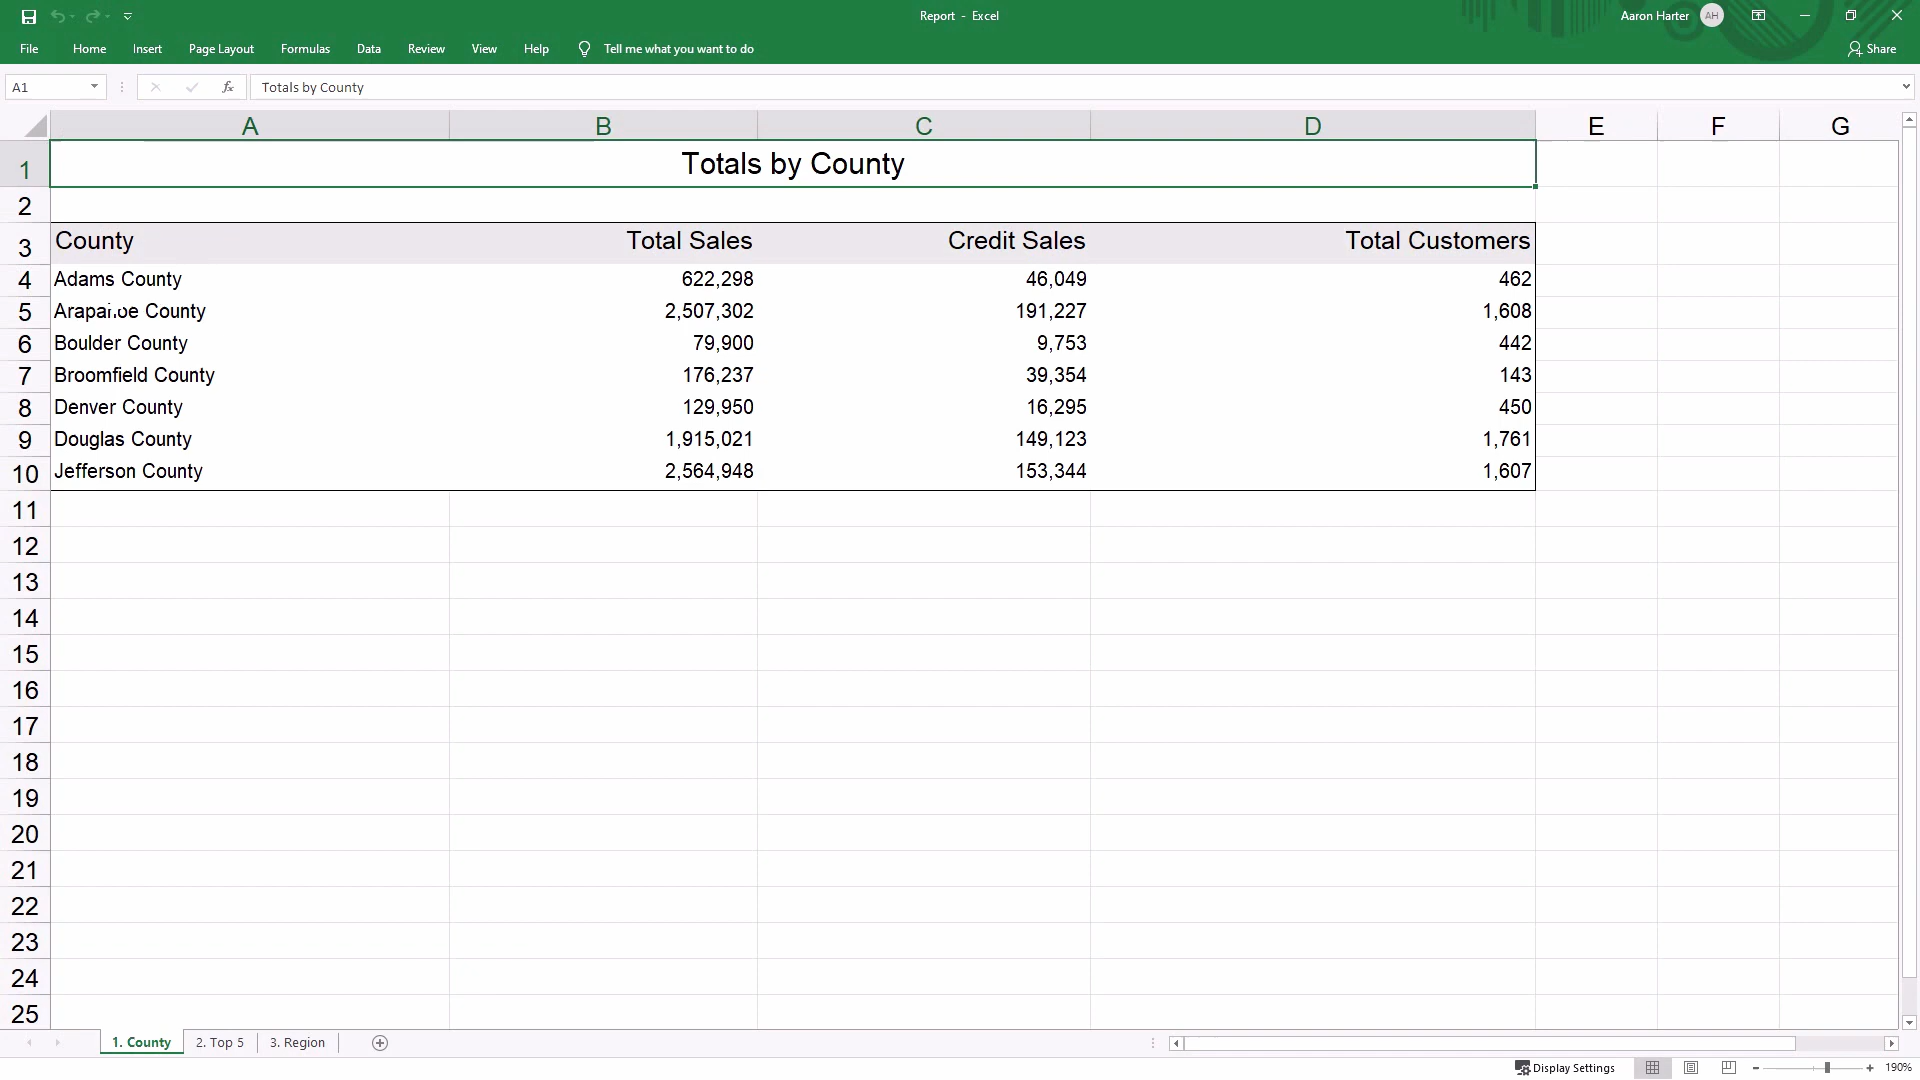 Report - Excel
Aaron Harter AH
File Home Insert Page Layout Formulas Data Review View Help Tell me what you want to do Share
A1 fx Totals by County
A B C D E F G
1 Totals by County
2
3 County Total Sales Credit Sales Total Customers
4 Adams County 622,298 46,049 462
5 Arapahoe County 2,507,302 191,227 1,608
6 Boulder County 79,900 9,753 442
7 Broomfield County 176,237 39,354 143
8 Denver County 129,950 16,295 450
9 Douglas County 1,915,021 149,123 1,761
10 Jefferson County 2,564,948 153,344 1,607
11
12
13
14
15
16
17
18
19
20
21
22
23
24
25
1. County 2. Top 5 3. Region
Display Settings 190%